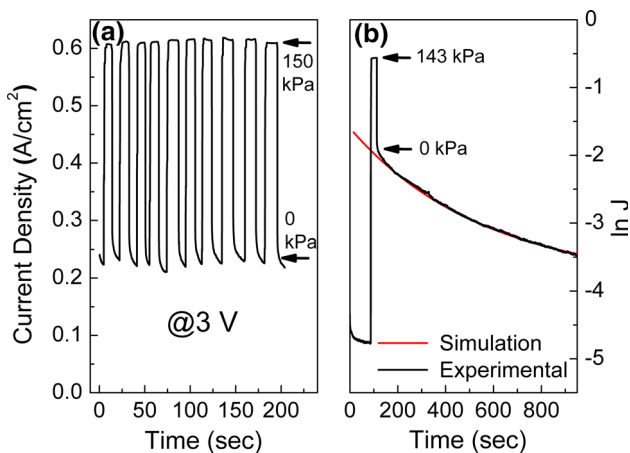 (a)
150
kPa
0
kPa
@3 V
Current Density (A/cm²)
0.6
0.5
0.4
0.3
0.2
0.1
0.0
0 50 100 150 200
Time (sec)
(b)
143 kPa
0 kPa
Simulation
Experimental
0
-1
-2
-3
-4
-5
ln J
0 200 400 600 800
Time (sec)